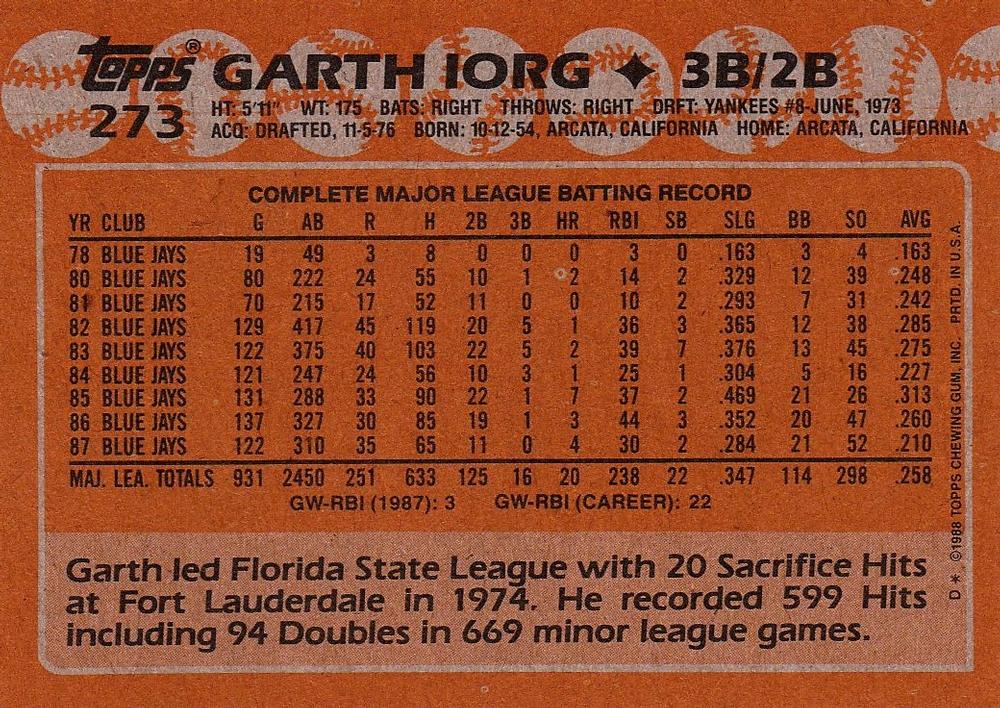 topps® GARTH IORG ✦ 3B/2B
273 HT: 5'11" WT: 175 BATS: RIGHT THROWS: RIGHT DRFT: YANKEES #8-JUNE, 1973
ACQ: DRAFTED, 11-5-76 BORN: 10-12-54, ARCATA, CALIFORNIA HOME: ARCATA, CALIFORNIA
COMPLETE MAJOR LEAGUE BATTING RECORD
YR CLUB G AB R H 2B 3B HR RBI SB SLG BB SO AVG
78 BLUE JAYS 19 49 3 8 0 0 0 3 0 .163 3 4 .163
80 BLUE JAYS 80 222 24 55 10 1 2 14 2 .329 12 39 .248
81 BLUE JAYS 70 215 17 52 11 0 0 10 2 .293 7 31 .242
82 BLUE JAYS 129 417 45 119 20 5 1 36 3 .365 12 38 .285
83 BLUE JAYS 122 375 40 103 22 5 2 39 7 .376 13 45 .275
84 BLUE JAYS 121 247 24 56 10 3 1 25 1 .304 5 16 .227
85 BLUE JAYS 131 288 33 90 22 1 7 37 2 .469 21 26 .313
86 BLUE JAYS 137 327 30 85 19 1 3 44 3 .352 20 47 .260
87 BLUE JAYS 122 310 35 65 11 0 4 30 2 .284 21 52 .210
MAJ. LEA. TOTALS 931 2450 251 633 125 16 20 238 22 .347 114 298 .258
GW-RBI (1987): 3 GW-RBI (CAREER): 22
Garth led Florida State League with 20 Sacrifice Hits
at Fort Lauderdale in 1974. He recorded 599 Hits
including 94 Doubles in 669 minor league games.
D* ©1988 TOPPS CHEWING GUM, INC. PRTD. IN U.S.A.